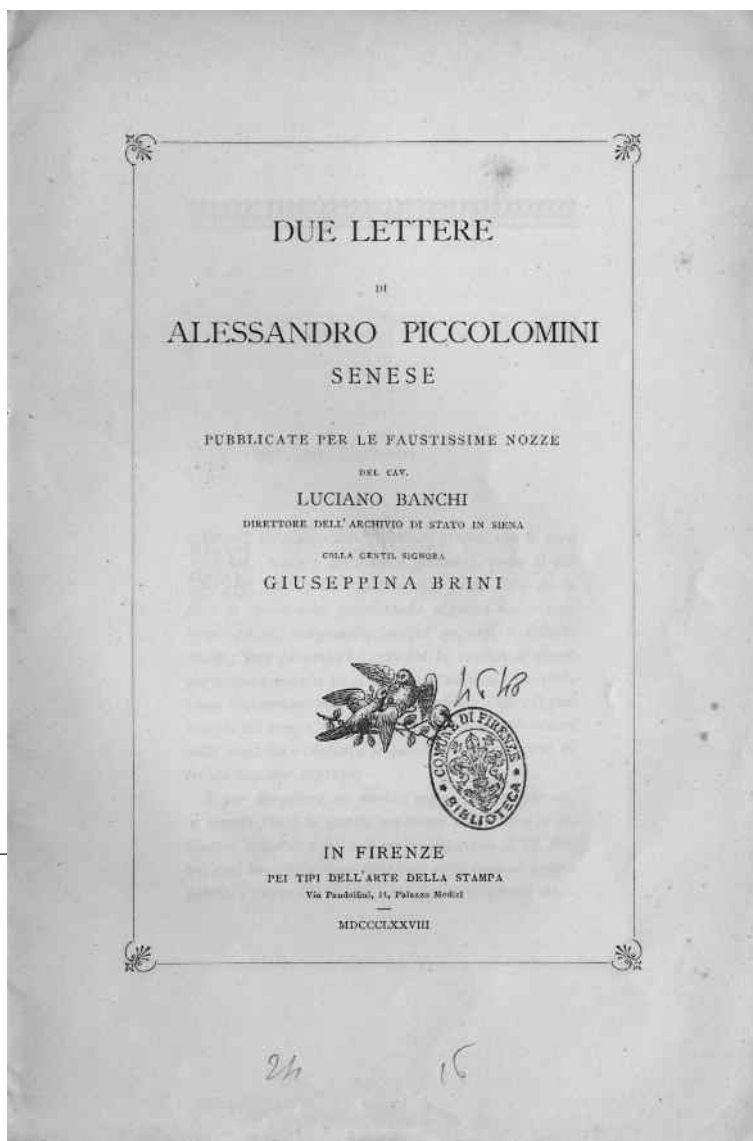 DUE LETTERE
DI
ALESSANDRO PICCOLOMINI
SENESE
PUBBLICATE PER LE FAUSTISSIME NOZZE
DEL CAV.
LUCIANO BANCHI
DIRETTORE DELL'ARCHIVIO DI STATO IN SIENA
COLLA GENTIL SIGNORA
GIUSEPPINA BRINI
COMUNE DI FIRENZE
BIBLIOTECA
IN FIRENZE
PEI TIPI DELL'ARTE DELLA STAMPA
Via Pandolfini, 14, Palazzo Medici
MDCCCLXXVIII
24 16